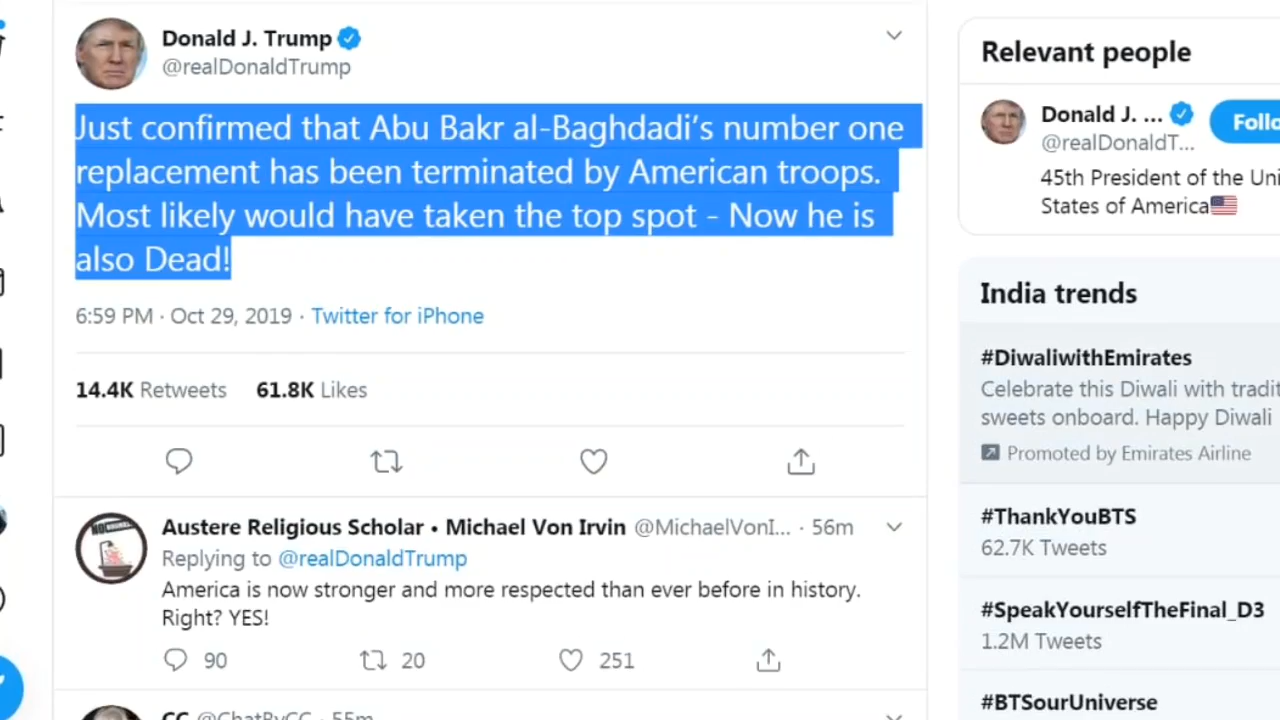 Donald J. Trump
@realDonaldTrump
Just confirmed that Abu Bakr al-Baghdadi’s number one
replacement has been terminated by American troops.
Most likely would have taken the top spot - Now he is
also Dead!
6:59 PM · Oct 29, 2019 · Twitter for iPhone
14.4K Retweets 61.8K Likes
Austere Religious Scholar • Michael Von Irvin @MichaelVonI... · 56m
Replying to @realDonaldTrump
America is now stronger and more respected than ever before in history.
Right? YES!
90 20 251
CC @ChatByCC · 55m
Relevant people
Donald J. ...
@realDonaldT...
Follo
45th President of the Uni
States of America
India trends
#DiwaliwithEmirates
Celebrate this Diwali with tradit
sweets onboard. Happy Diwali
Promoted by Emirates Airline
#ThankYouBTS
62.7K Tweets
#SpeakYourselfTheFinal_D3
1.2M Tweets
#BTSourUniverse